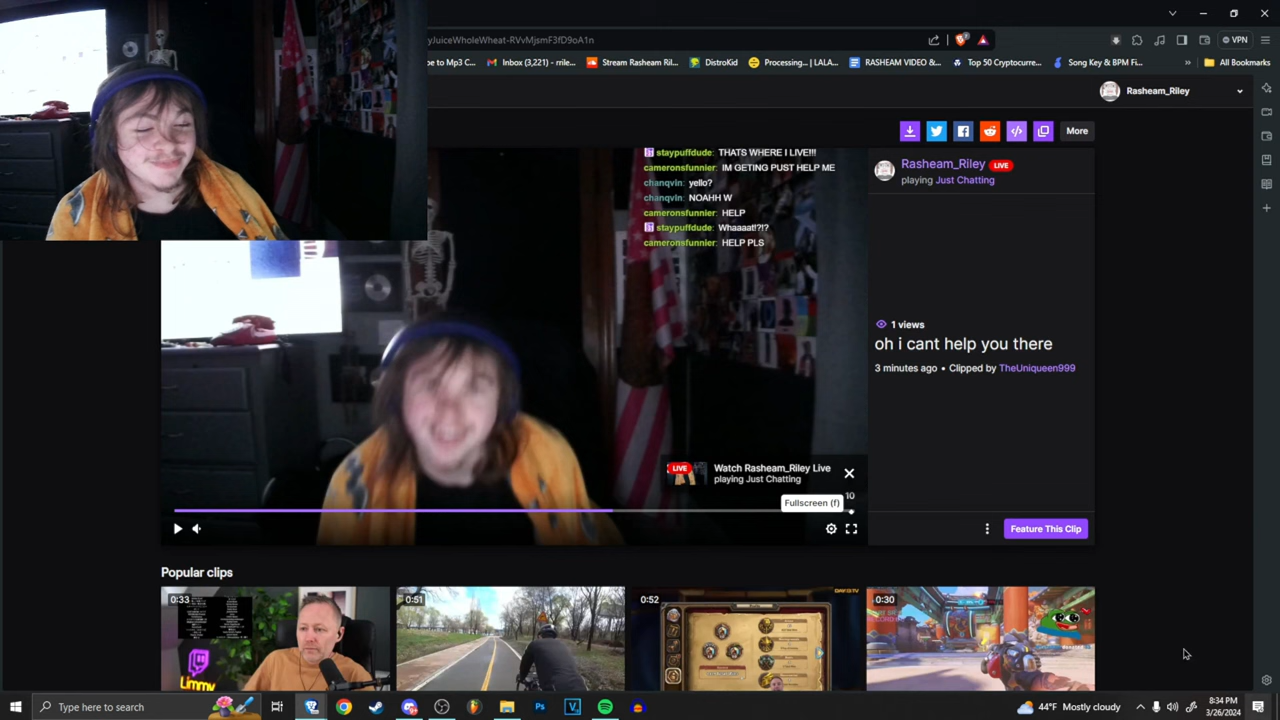 yJuiceWholeWheat-RVvMjsmF3fD9oA1n
VPN
be to Mp3 C...
Inbox (3,221) - rrile...
Stream Rasheam Ril...
DistroKid
Processing... | LALA...
RASHEAM VIDEO &...
Top 50 Cryptocurre...
Song Key & BPM Fi...
»
All Bookmarks
Rasheam_Riley
More
staypuffdude: THATS WHERE I LIVE!!!
cameronsfunnier: IM GETING PUST HELP ME
chanqvin: yello?
chanqvin: NOAHH W
cameronsfunnier: HELP
staypuffdude: Whaaaat!?!?
cameronsfunnier: HELP PLS
Rasheam_Riley LIVE
playing Just Chatting
1 views
oh i cant help you there
3 minutes ago • Clipped by TheUniqueen999
LIVE
Watch Rasheam_Riley Live
playing Just Chatting
Fullscreen (f)
10
Feature This Clip
Popular clips
0:33
0:51
0:52
0:30
Limmy
Type here to search
44°F Mostly cloudy
8:34 PM
3/26/2024